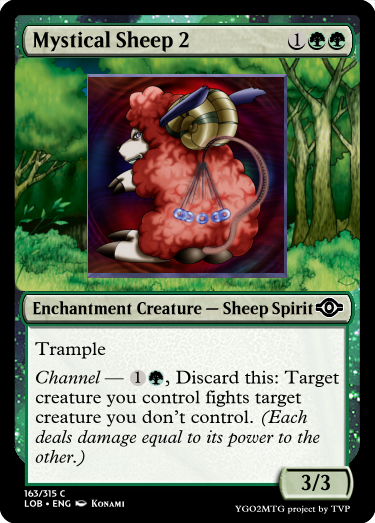 Mystical Sheep 2 1
Enchantment Creature — Sheep Spirit
Trample
Channel — 1, Discard this: Target
creature you control fights target
creature you don't control. (Each
deals damage equal to its power to the
other.)
3/3
163/315 C
LOB • ENG Konami
YGO2MTG project by TVP